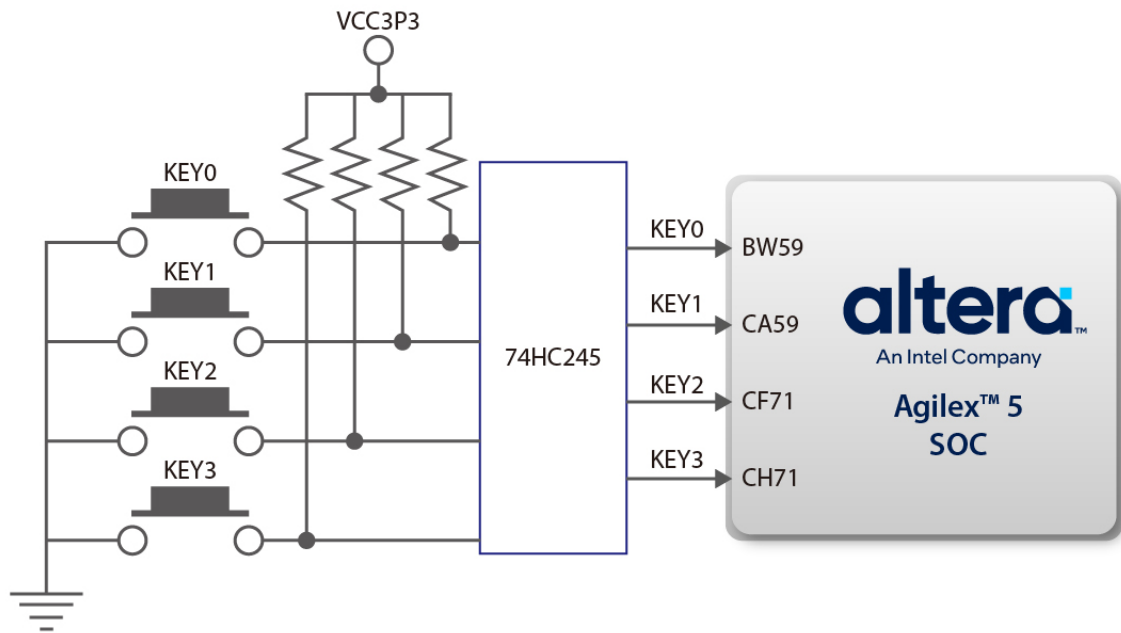 VCC3P3
KEY0
KEY1
KEY2
KEY3
74HC245
KEY0
KEY1
KEY2
KEY3
BW59
CA59
CF71
CH71
altera™
An Intel Company
Agilex™ 5
SOC